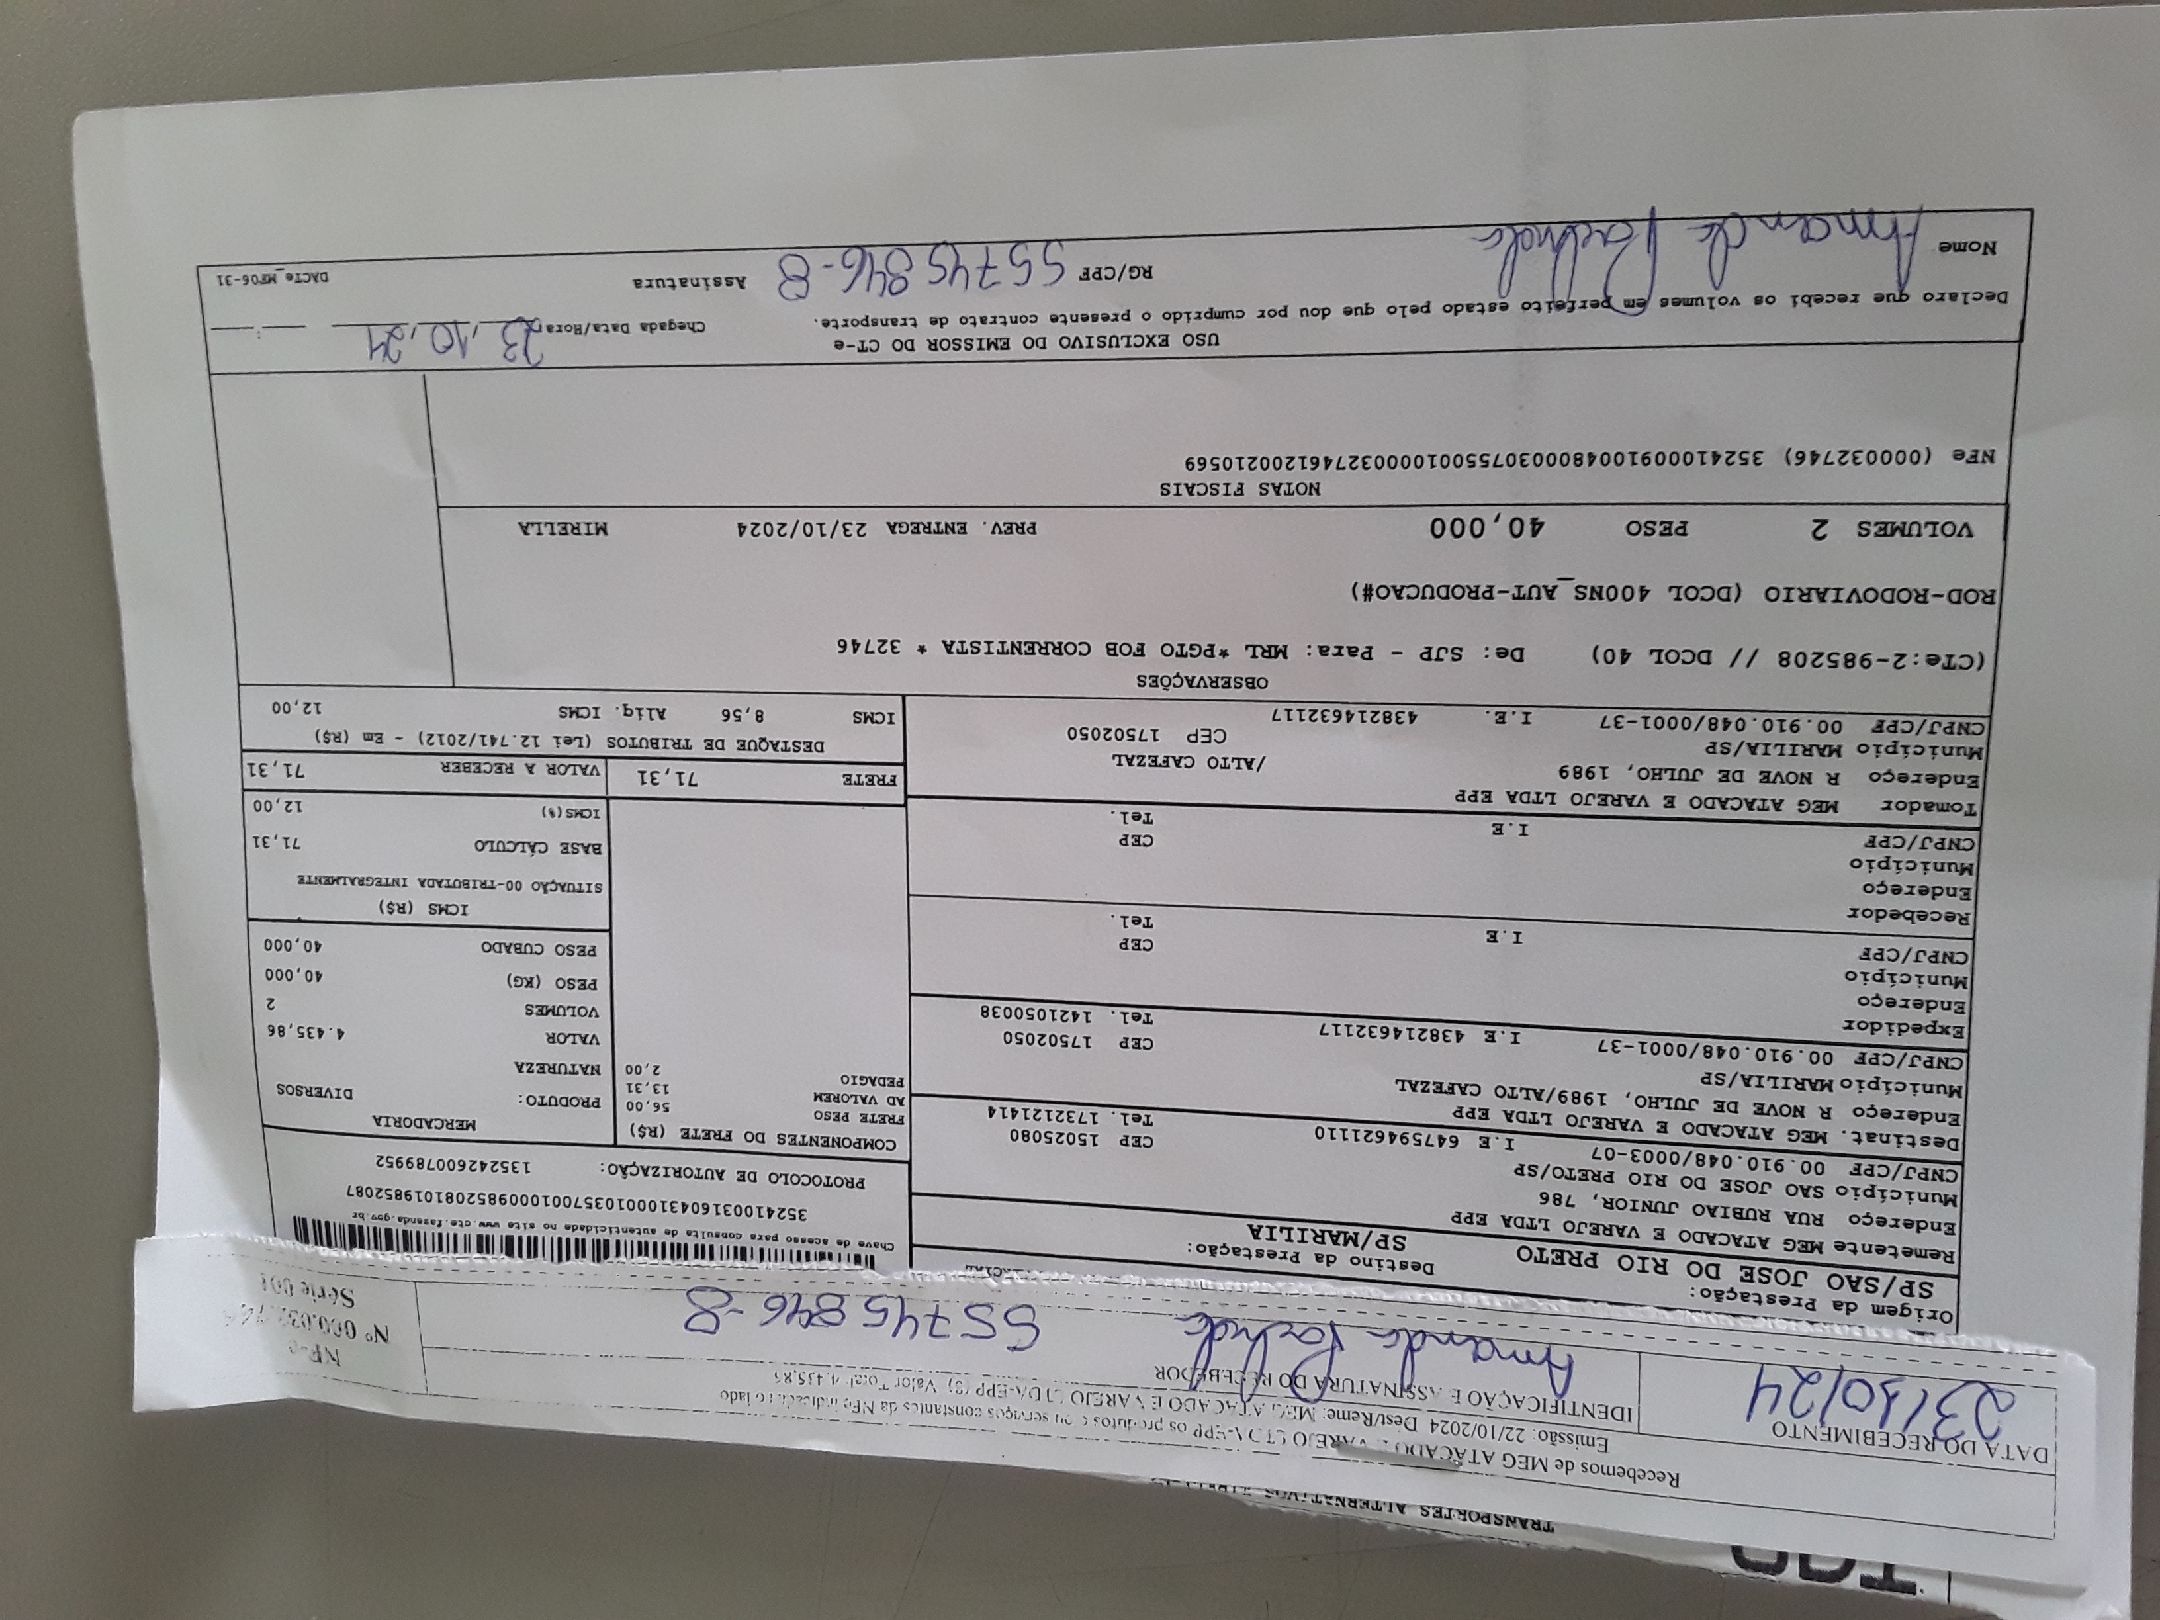 TRANSPORTES ALTERNATIVOS
Recebemos de MEG ATACADO E VAREJO LTDA-EPP os produtos e ou serviços constantes da NFe indicada ao lado
Emissão: 22/10/2024 Dest/Reme: MEG ATACADO E VAREJO LTDA-EPP ($) Valor Total: 4.435,86
DATA DO RECEBIMENTO
23/10/24
IDENTIFICAÇÃO E ASSINATURA DO RECEBEDOR
Amanda 55745846-8
NF-e
Nº 000.032.746
Série 001
Origem da Prestação:
SP/SAO JOSE DO RIO PRETO
Destino da Prestação:
SP/MARILIA
Chave de acesso para consulta de autenticidade no site www.cte.fazenda.gov.br
35241003160431000103570010009852081019852087
PROTOCOLO DE AUTORIZAÇÃO: 135242600789952
Remetente MEG ATACADO E VAREJO LTDA EPP
Endereço RUA RUBIAO JUNIOR, 786
Município SAO JOSE DO RIO PRETO/SP CEP 15025080
CNPJ/CPF 00.910.048/0003-07 I.E 647594621110 Tel. 1732121414
Destinat. MEG ATACADO E VAREJO LTDA EPP
Endereço R NOVE DE JULHO, 1989/ALTO CAFEZAL
Município MARILIA/SP CEP 17502050
CNPJ/CPF 00.910.048/0001-37 I.E 438214632117 Tel. 1421050038
Expedidor
Endereço
Município CEP
CNPJ/CPF I.E Tel.
Recebedor
Endereço
Município CEP
CNPJ/CPF I.E Tel.
Tomador MEG ATACADO E VAREJO LTDA EPP
Endereço R NOVE DE JULHO, 1989 /ALTO CAFEZAL
Município MARILIA/SP CEP 17502050
CNPJ/CPF 00.910.048/0001-37 I.E. 438214632117
COMPONENTES DO FRETE (R$)
FRETE PESO 56,00
AD VALOREM 13,31
PEDAGIO 2,00
MERCADORIA
PRODUTO: DIVERSOS
NATUREZA
VALOR 4.435,86
VOLUMES 2
PESO (KG) 40,000
PESO CUBADO 40,000
ICMS (R$)
SITUAÇÃO 00-TRIBUTADA INTEGRALMENTE
BASE CÁLCULO 71,31
ICMS(%) 12,00
FRETE 71,31 VALOR A RECEBER 71,31
DESTAQUE DE TRIBUTOS (Lei 12.741/2012) - Em (R$)
ICMS 8,56 Aliq. ICMS 12,00
OBSERVAÇÕES
(CTe:2-985208 // DCOL 40) De: SJP - Para: MRL *PGTO FOB CORRENTISTA * 32746
ROD-RODOVIARIO (DCOL 400NS_AUT-PRODUCAO#)
VOLUMES 2 PESO 40,000 PREV. ENTREGA 23/10/2024 MIRELLA
NOTAS FISCAIS
NFe (000032746) 35241000910048000307550010000327461200210569
USO EXCLUSIVO DO EMISSOR DO CT-e
Declaro que recebi os volumes em perfeito estado pelo que dou por cumprido o presente contrato de transporte.
Chegada Data/Hora 23,10,24
Nome Amanda RG/CPF 55745846-8 Assinatura
DACTe_MF06-31